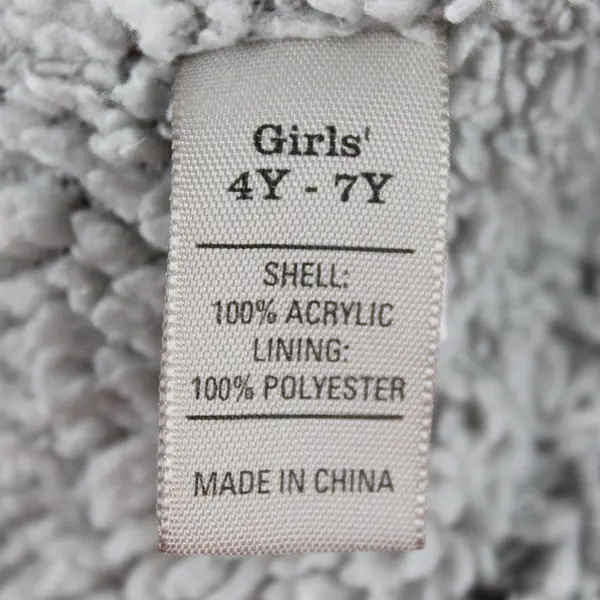 Girls'
4Y - 7Y
SHELL:
100% ACRYLIC
LINING:
100% POLYESTER
MADE IN CHINA